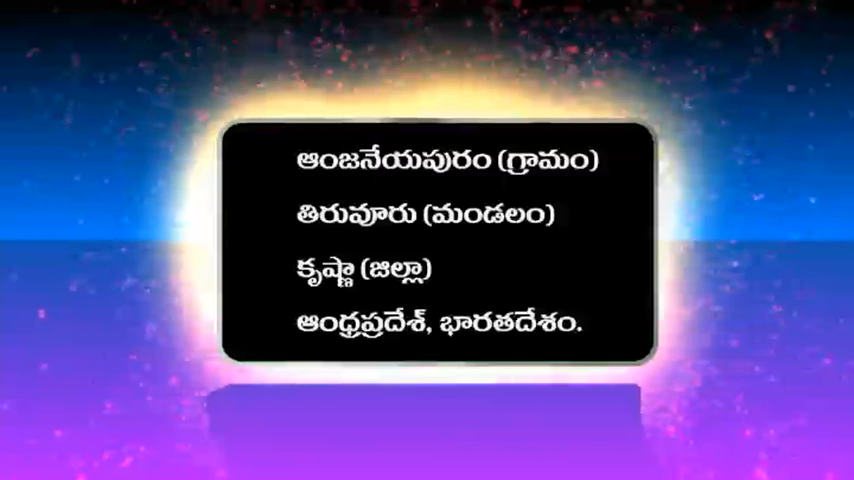 ఆంజనేయపురం (గ్రామం)
తిరువూరు (మండలం)
కృష్ణా (జిల్లా)
ఆంధ్రప్రదేశ్, భారతదేశం.